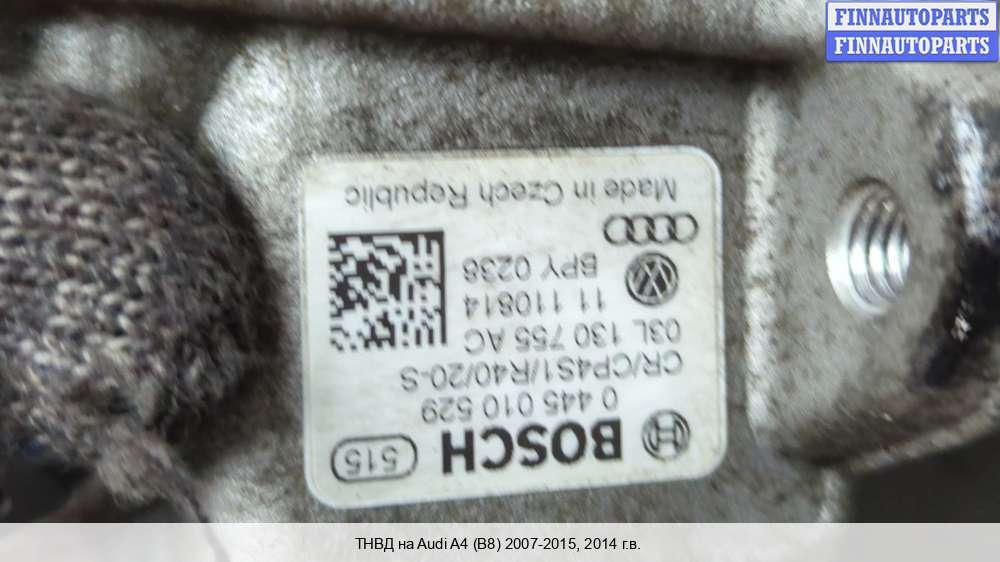 FINNAUTOPARTS
FINNAUTOPARTS
BOSCH 515
0 445 010 529
CR/CP4S1/R40/20-S
03L 130 755 AC
11 110814
BPY 0238
Made in Czech Republic
ТНВД на Audi A4 (B8) 2007-2015, 2014 г.в.